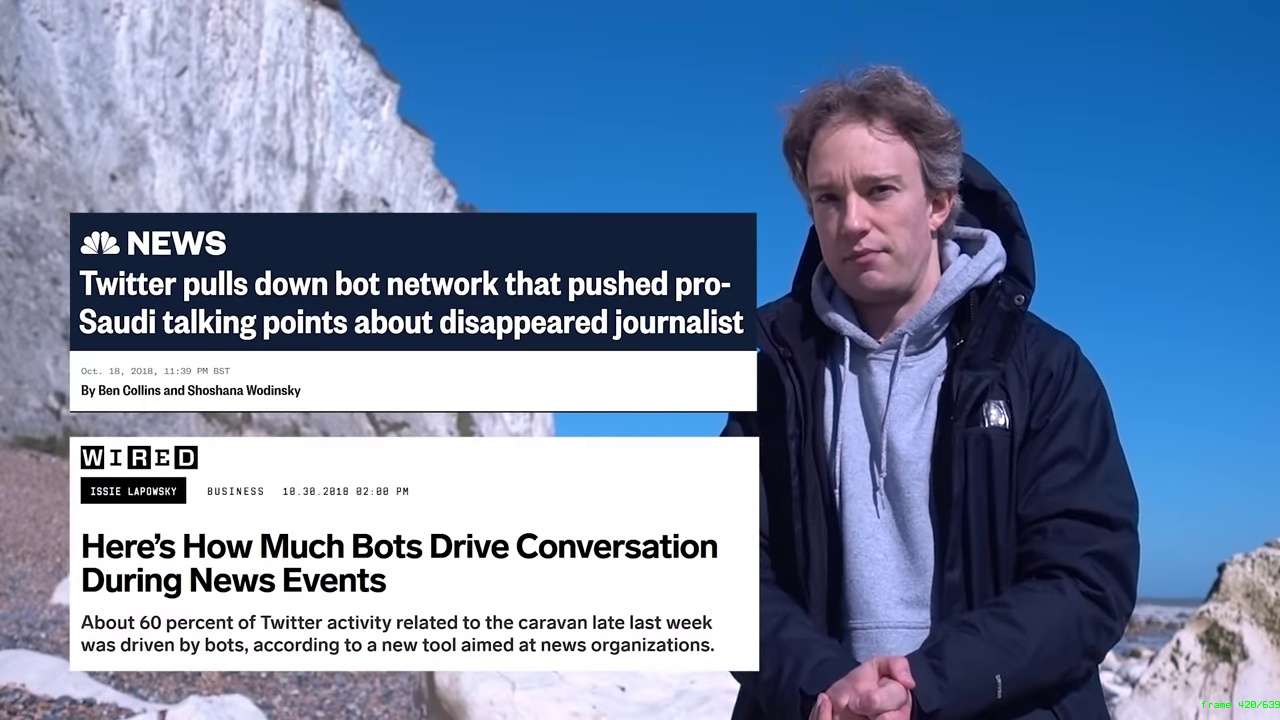 NEWS
Twitter pulls down bot network that pushed pro-
Saudi talking points about disappeared journalist
Oct. 18, 2018, 11:39 PM BST
By Ben Collins and Shoshana Wodinsky
WIRED
ISSIE LAPOWSKY BUSINESS 10.30.2018 02:00 PM
Here's How Much Bots Drive Conversation
During News Events
About 60 percent of Twitter activity related to the caravan late last week
was driven by bots, according to a new tool aimed at news organizations.
frame 420/639